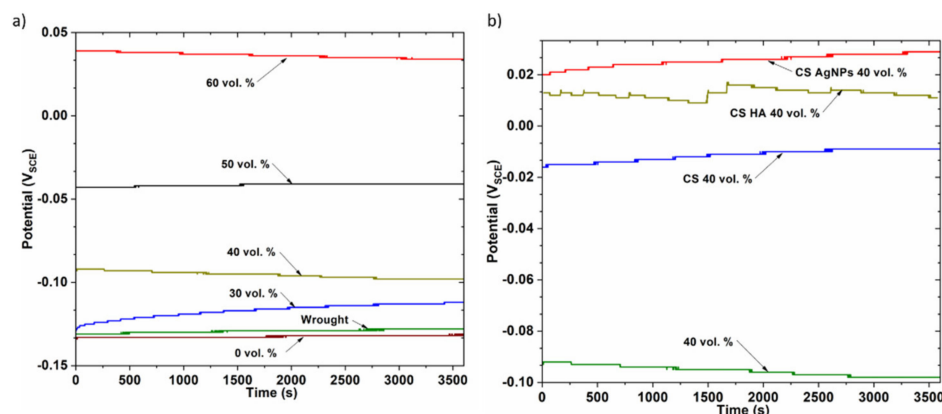 a)
0.05
0.00
-0.05
-0.10
-0.15
Potential (V_SCE)
60 vol. %
50 vol. %
40 vol. %
30 vol. %
Wrought
0 vol. %
0 500 1000 1500 2000 2500 3000 3500
Time (s)
b)
0.02
0.00
-0.02
-0.04
-0.06
-0.08
-0.10
Potential (V_SCE)
CS AgNPs 40 vol. %
CS HA 40 vol. %
CS 40 vol. %
40 vol. %
0 500 1000 1500 2000 2500 3000 3500
Time (s)